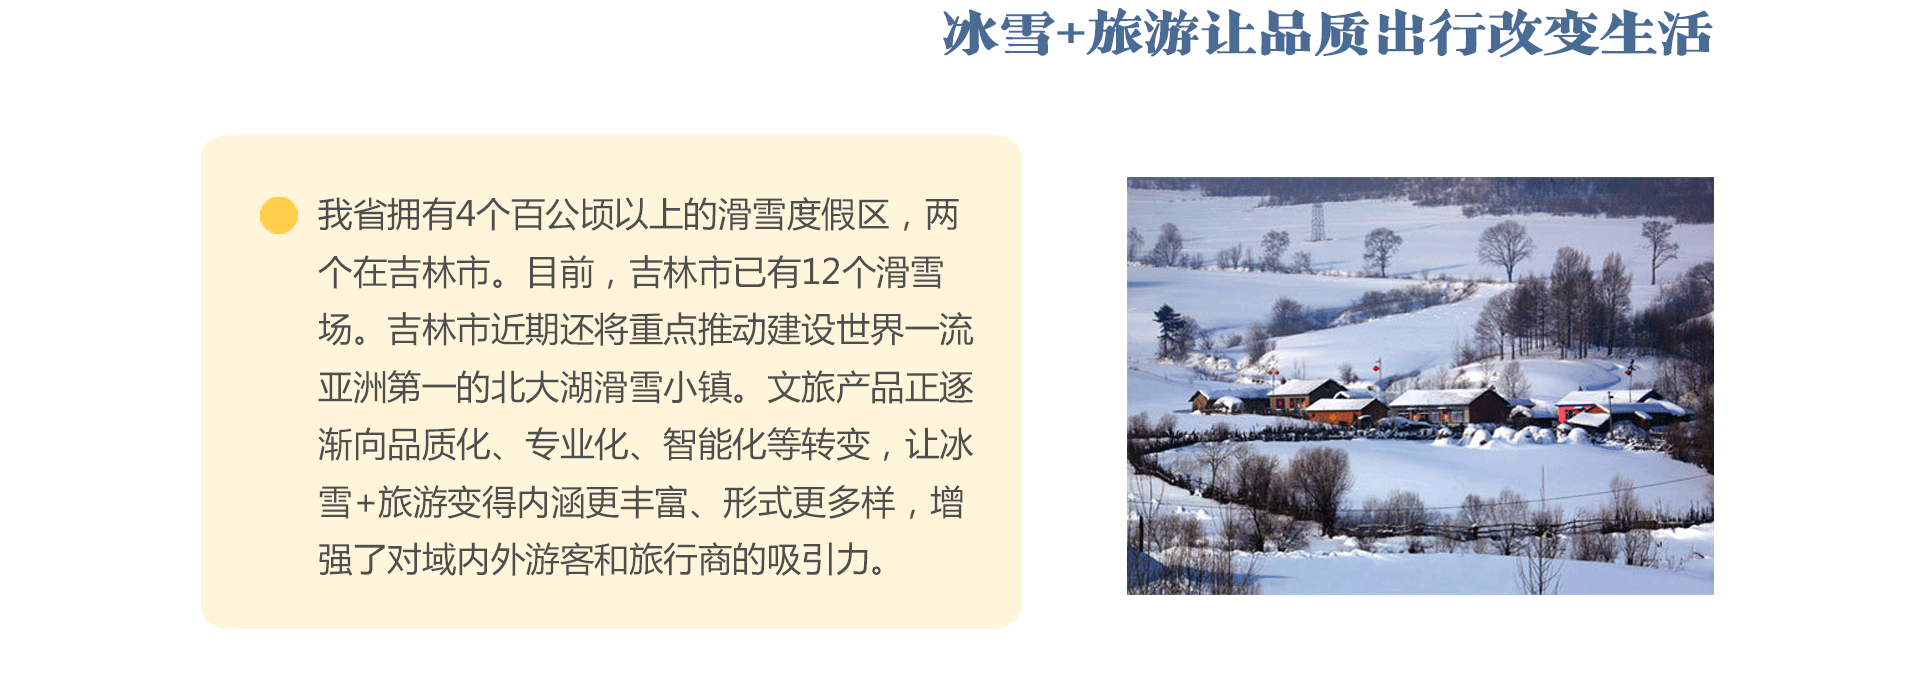 冰雪+旅游让品质出行改变生活
我省拥有4个百公顷以上的滑雪度假区，两
个在吉林市。目前，吉林市已有12个滑雪
场。吉林市近期还将重点推动建设世界一流
亚洲第一的北大湖滑雪小镇。文旅产品正逐
渐向品质化、专业化、智能化等转变，让冰
雪+旅游变得内涵更丰富、形式更多样，增
强了对域内外游客和旅行商的吸引力。